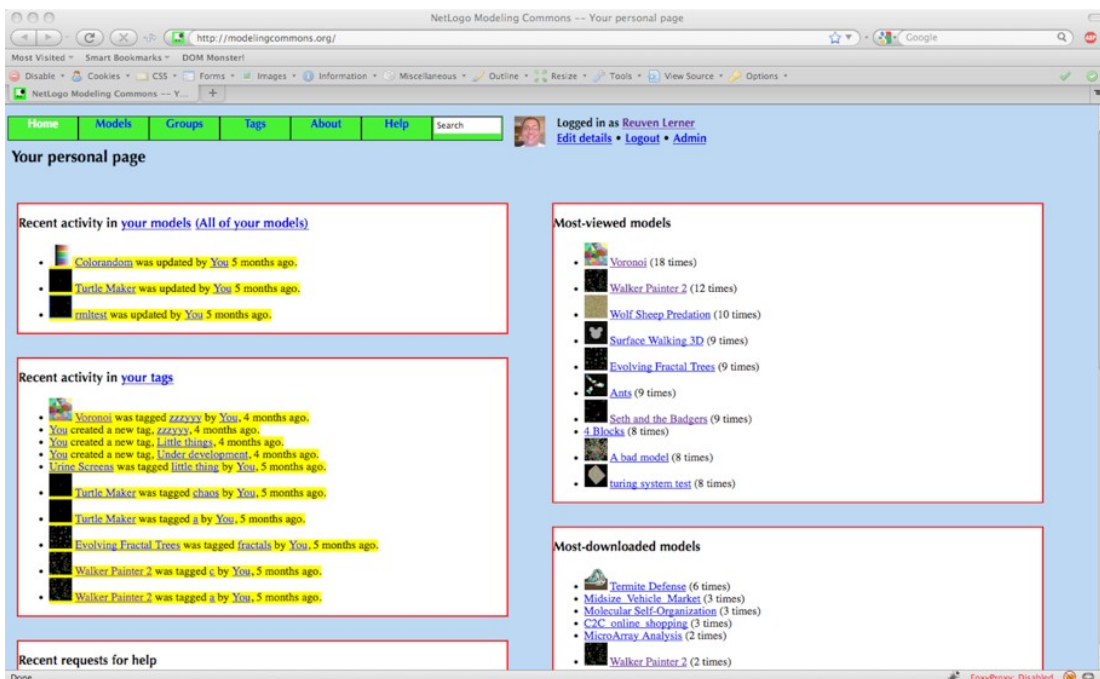 NetLogo Modeling Commons -- Your personal page
http://modelingcommons.org/
Google
Most Visited Smart Bookmarks DOM Monster!
Disable Cookies CSS Forms Images Information Miscellaneous Outline Resize Tools View Source Options
NetLogo Modeling Commons -- Y... +
Home Models Groups Tags About Help Search
Logged in as Reuven Lerner
Edit details • Logout • Admin
Your personal page
Recent activity in your models (All of your models)
• Colorandom was updated by You 5 months ago.
• Turtle Maker was updated by You 5 months ago.
• rmltest was updated by You 5 months ago.
Recent activity in your tags
• Voronoi was tagged zzzyyy by You, 4 months ago.
• You created a new tag, zzzyyy, 4 months ago.
• You created a new tag, Little things, 4 months ago.
• You created a new tag, Under development, 4 months ago.
• Urine Screens was tagged little thing by You, 5 months ago.
• Turtle Maker was tagged chaos by You, 5 months ago.
• Turtle Maker was tagged a by You, 5 months ago.
• Evolving Fractal Trees was tagged fractals by You, 5 months ago.
• Walker Painter 2 was tagged c by You, 5 months ago.
• Walker Painter 2 was tagged a by You, 5 months ago.
Recent requests for help
Most-viewed models
• Voronoi (18 times)
• Walker Painter 2 (12 times)
• Wolf Sheep Predation (10 times)
• Surface Walking 3D (9 times)
• Evolving Fractal Trees (9 times)
• Ants (9 times)
• Seth and the Badgers (9 times)
• 4 Blocks (8 times)
• A bad model (8 times)
• turing system test (8 times)
Most-downloaded models
• Termite Defense (6 times)
• Midsize_Vehicle_Market (3 times)
• Molecular Self-Organization (3 times)
• C2C_online_shopping (3 times)
• MicroArray Analysis (2 times)
• Walker Painter 2 (2 times)
Done
FoxyProxy: Disabled